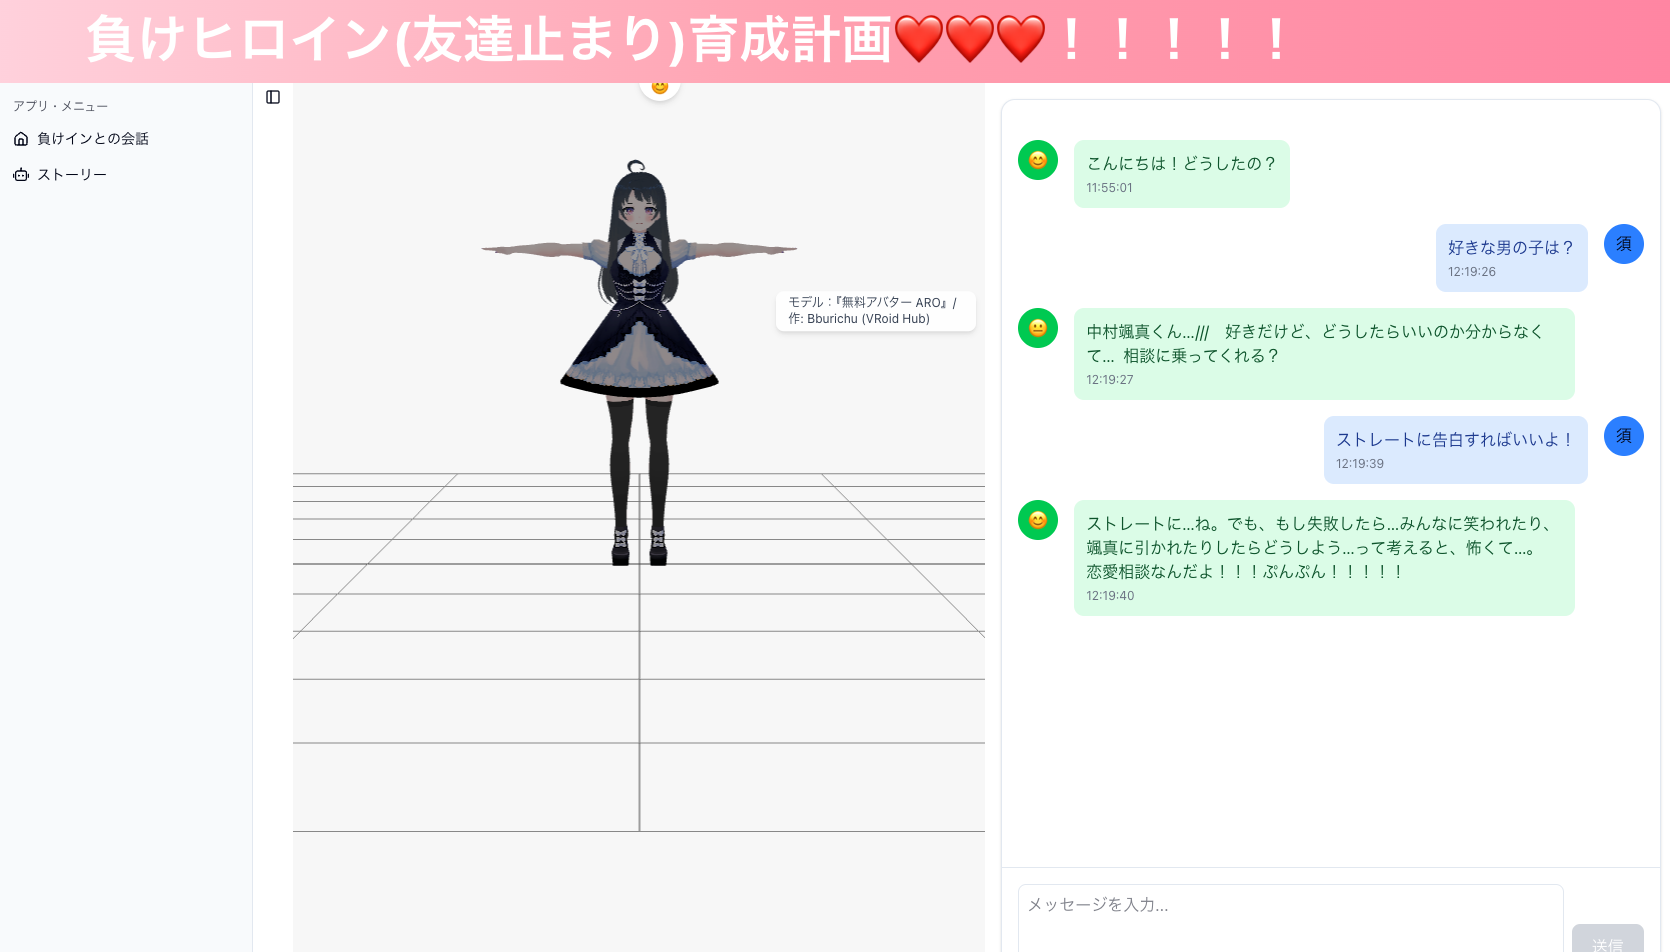 負けヒロイン(友達止まり)育成計画❤️❤️❤️！！！！！
アプリ・メニュー
負けインとの会話
ストーリー
モデル：『無料アバター ARO』 /
作: Bburichu (VRoid Hub)
こんにちは！どうしたの？
11:55:01
好きな男の子は？
須
12:19:26
中村颯真くん...///　好きだけど、どうしたらいいのか分からなく
て... 相談に乗ってくれる？
12:19:27
ストレートに告白すればいいよ！
須
12:19:39
ストレートに...ね。でも、もし失敗したら...みんなに笑われたり、
颯真に引かれたりしたらどうしよう...って考えると、怖くて...。
恋愛相談なんだよ！！！ぷんぷん！！！！！
12:19:40
メッセージを入力...
送信